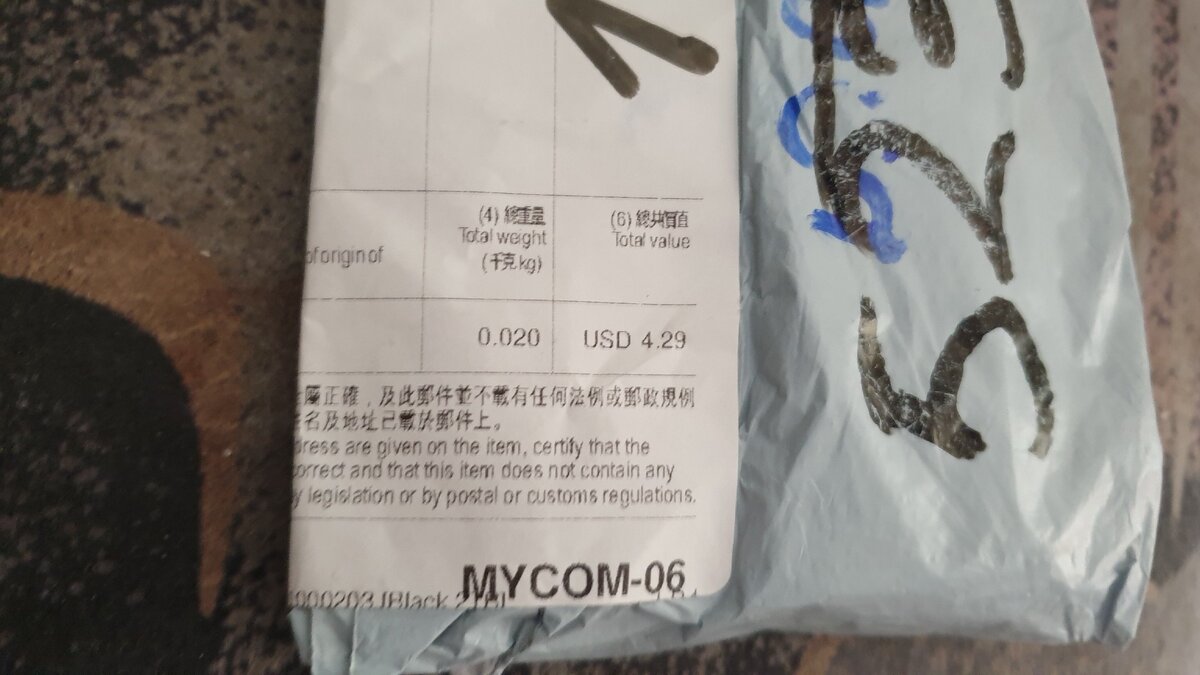 (4) 總重量
Total weight
(千克 kg)
(6) 總共價值
Total value
of origin of
0.020
USD 4.29
屬正確，及此郵件並不載有任何法例或郵政規例
名及地址已載於郵件上。
dress are given on the item, certify that the
correct and that this item does not contain any
y legislation or by postal or customs regulations.
MYCOM-06
000203 [Black